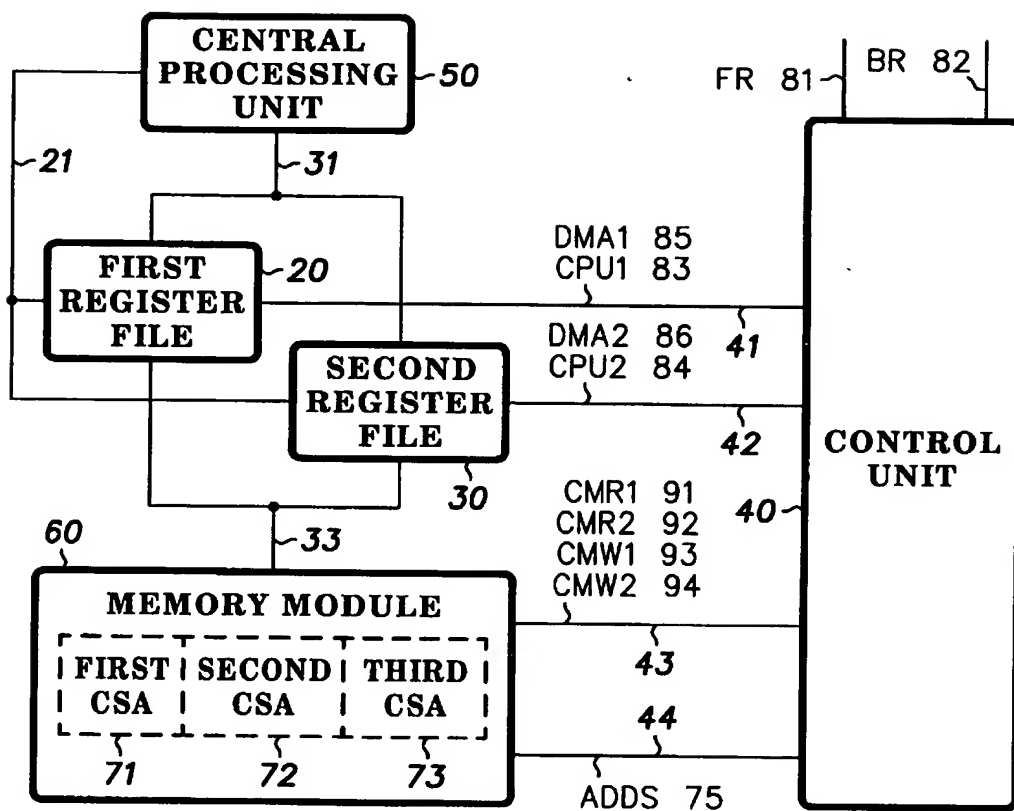 CENTRAL
PROCESSING
UNIT
50
FR 81
BR 82
21
31
FIRST
REGISTER
FILE
20
DMA1 85
CPU1 83
41
SECOND
REGISTER
FILE
30
DMA2 86
CPU2 84
42
CONTROL
UNIT
40
33
60
MEMORY MODULE
FIRST
CSA
SECOND
CSA
THIRD
CSA
71
72
73
CMR1 91
CMR2 92
CMW1 93
CMW2 94
43
44
ADDS 75